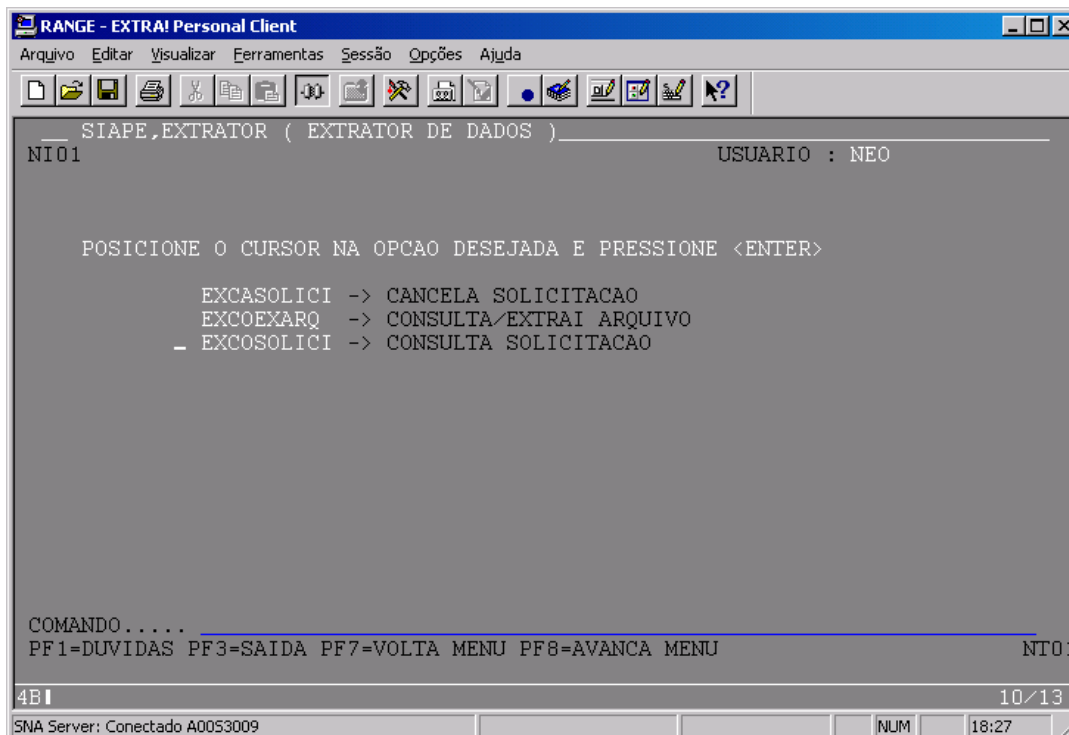 RANGE - EXTRA! Personal Client
Arquivo Editar Visualizar Ferramentas Sessão Opções Ajuda
__ SIAPE,EXTRATOR ( EXTRATOR DE DADOS )
NI01 USUARIO : NEO
POSICIONE O CURSOR NA OPCAO DESEJADA E PRESSIONE <ENTER>
EXCASOLICI -> CANCELA SOLICITACAO
EXCOEXARQ -> CONSULTA/EXTRAI ARQUIVO
_ EXCOSOLICI -> CONSULTA SOLICITACAO
COMANDO.....
PF1=DUVIDAS PF3=SAIDA PF7=VOLTA MENU PF8=AVANCA MENU NT01
4B 10/13
SNA Server: Conectado A00S3009 NUM 18:27